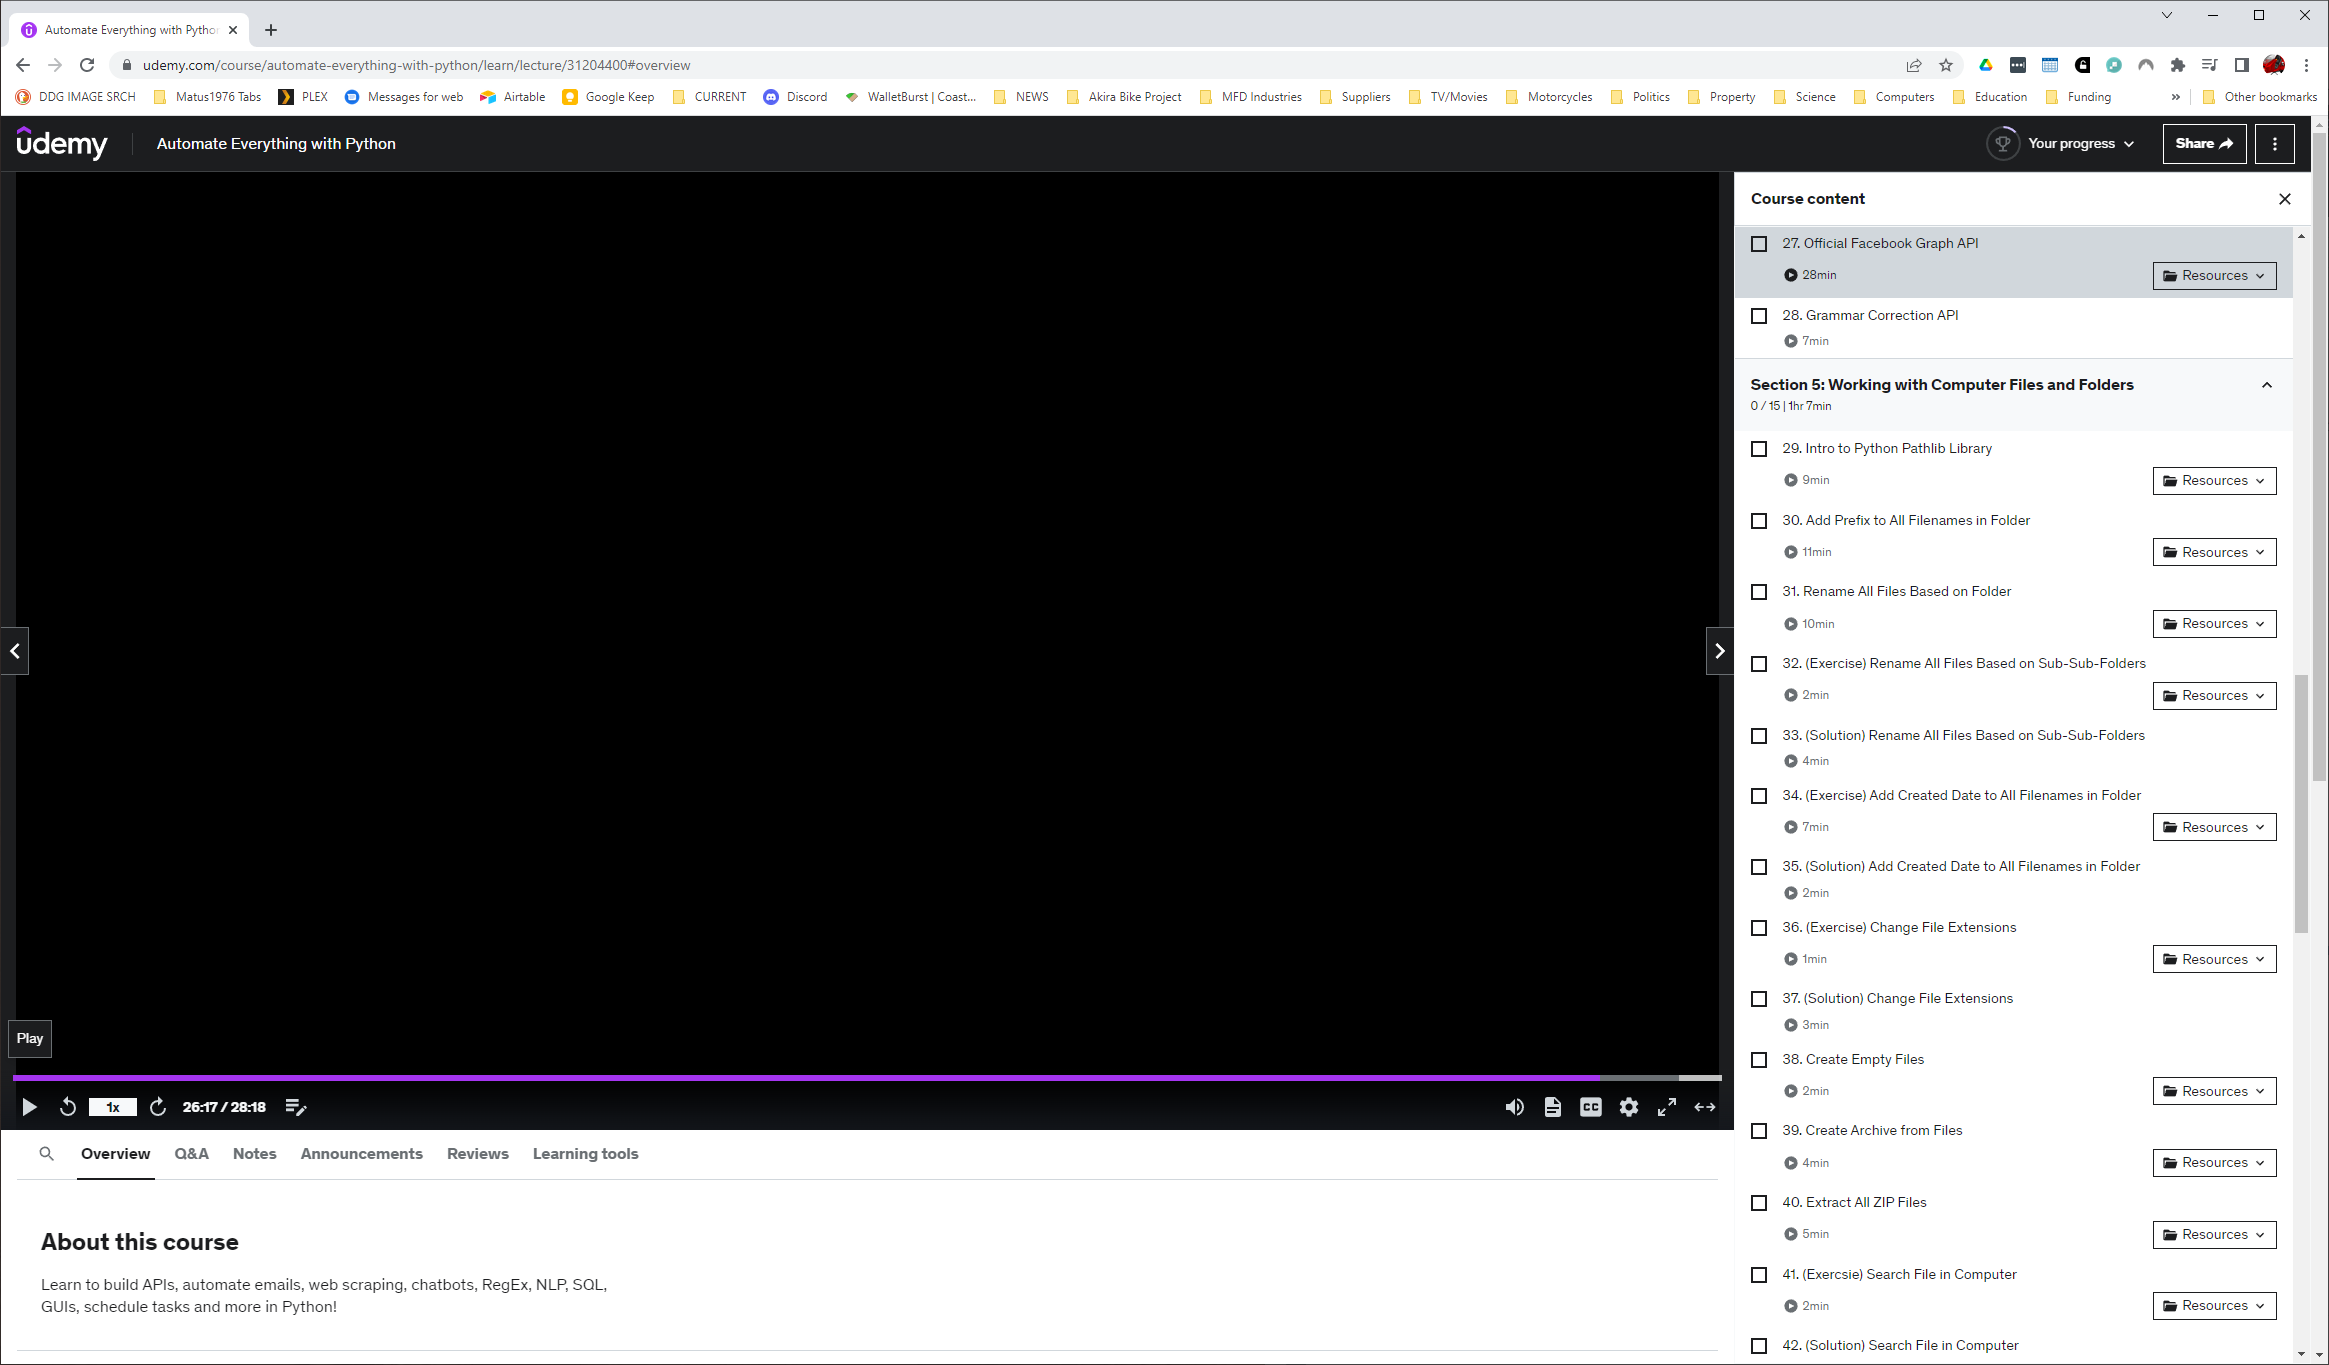 Automate Everything with Pytho
udemy.com/course/automate-everything-with-python/learn/lecture/31204400#overview
DDG IMAGE SRCH Matus1976 Tabs PLEX Messages for web Airtable Google Keep CURRENT Discord WalletBurst | Coast... NEWS Akira Bike Project MFD Industries Suppliers TV/Movies Motorcycles Politics Property Science Computers Education Funding » Other bookmarks
udemy Automate Everything with Python Your progress Share
Course content
27. Official Facebook Graph API
28min Resources
28. Grammar Correction API
7min
Section 5: Working with Computer Files and Folders
0 / 15 | 1hr 7min
29. Intro to Python Pathlib Library
9min Resources
30. Add Prefix to All Filenames in Folder
11min Resources
31. Rename All Files Based on Folder
10min Resources
32. (Exercise) Rename All Files Based on Sub-Sub-Folders
2min Resources
33. (Solution) Rename All Files Based on Sub-Sub-Folders
4min
34. (Exercise) Add Created Date to All Filenames in Folder
7min Resources
35. (Solution) Add Created Date to All Filenames in Folder
2min
36. (Exercise) Change File Extensions
1min Resources
37. (Solution) Change File Extensions
3min
38. Create Empty Files
2min Resources
39. Create Archive from Files
4min Resources
40. Extract All ZIP Files
5min Resources
41. (Exercsie) Search File in Computer
2min Resources
42. (Solution) Search File in Computer
Play
1x 26:17 / 28:18 CC
Overview Q&A Notes Announcements Reviews Learning tools
About this course
Learn to build APIs, automate emails, web scraping, chatbots, RegEx, NLP, SQL,
GUIs, schedule tasks and more in Python!